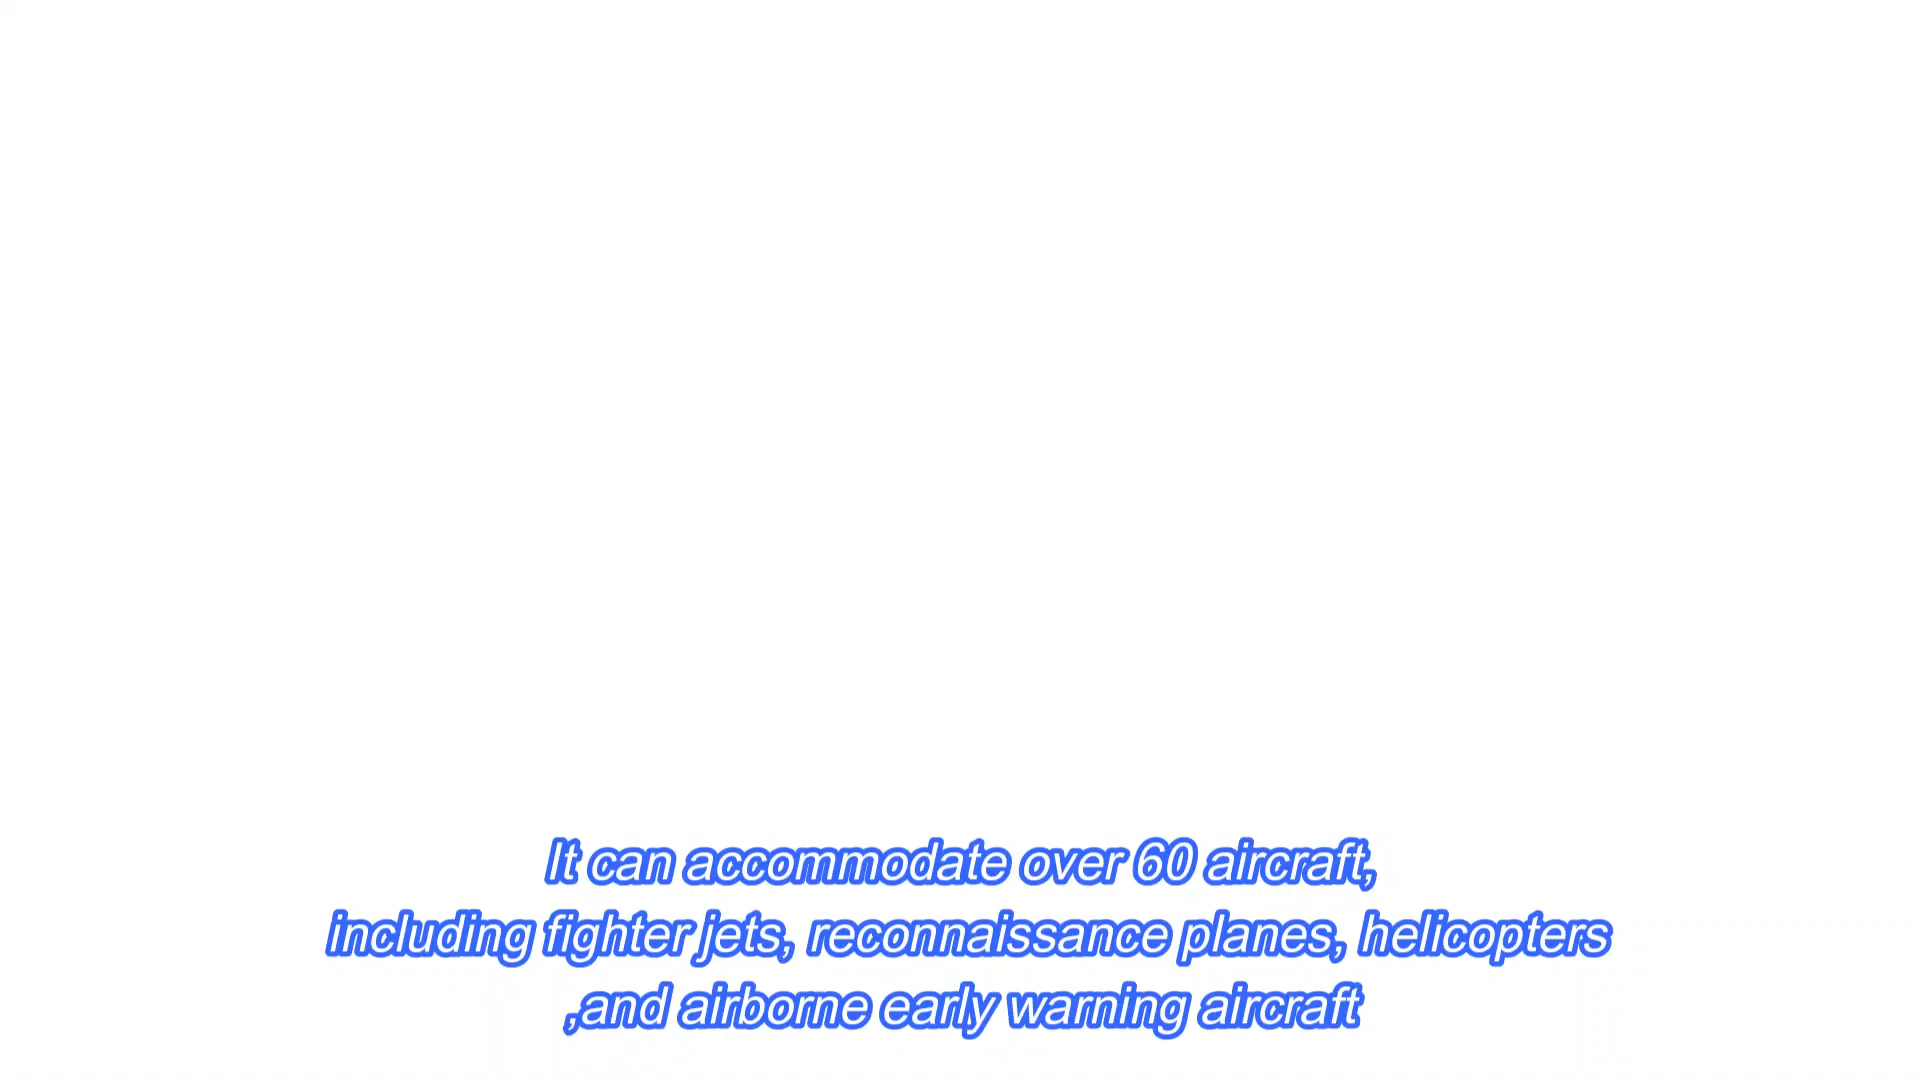 It can accommodate over 60 aircraft,
including fighter jets, reconnaissance planes, helicopters
,and airborne early warning aircraft